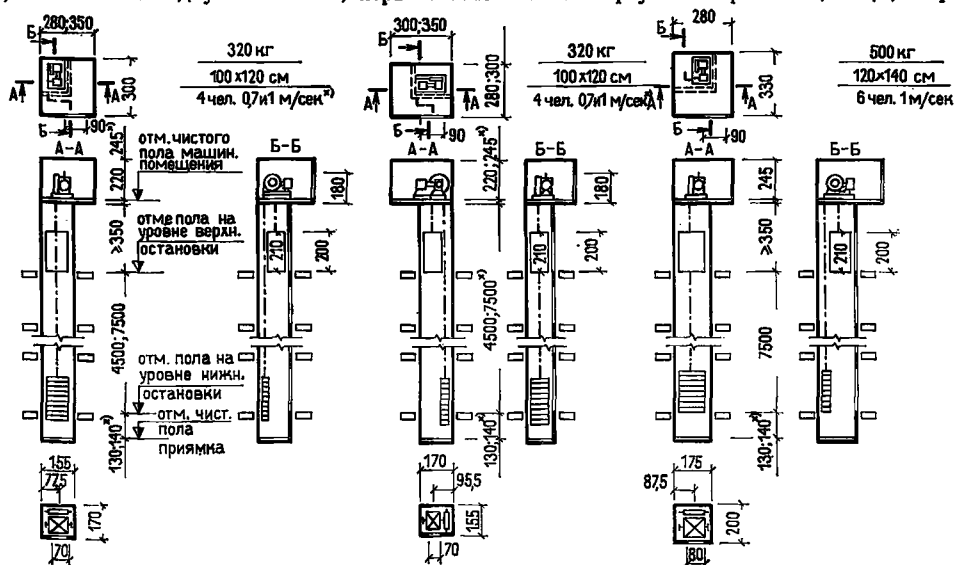 280;350
Б
А
А
300
Б
90
320 кг
100 х 120 см
4 чел. 0,7и1 м/сек х)
300;350
Б
А
А
280;300
Б
90
320 кг
100х120 см
4 чел. 0,7и1 м/сек х)
280
Б
А
А
330
Б
90
500 кг
120×140 см
6 чел. 1 м/сек
А-А
Б-Б
А-А
Б-Б
А-А
Б-Б
245 х)
220
отм. чистого
пола машин.
помещения
180
220;245 х)
180
245
≥350
отм е пола на
уровне верхн.
остановки
210
200
210
200
≥350
210
200
4500;7500
4500;7500 х)
7500
отм. пола на
уровне нижн.
остановки
отм. чист.
пола
приямка
130;140 х)
130;140 х)
130;140 х)
155
77,5
170
70
170
95,5
155
70
175
87,5
200
80